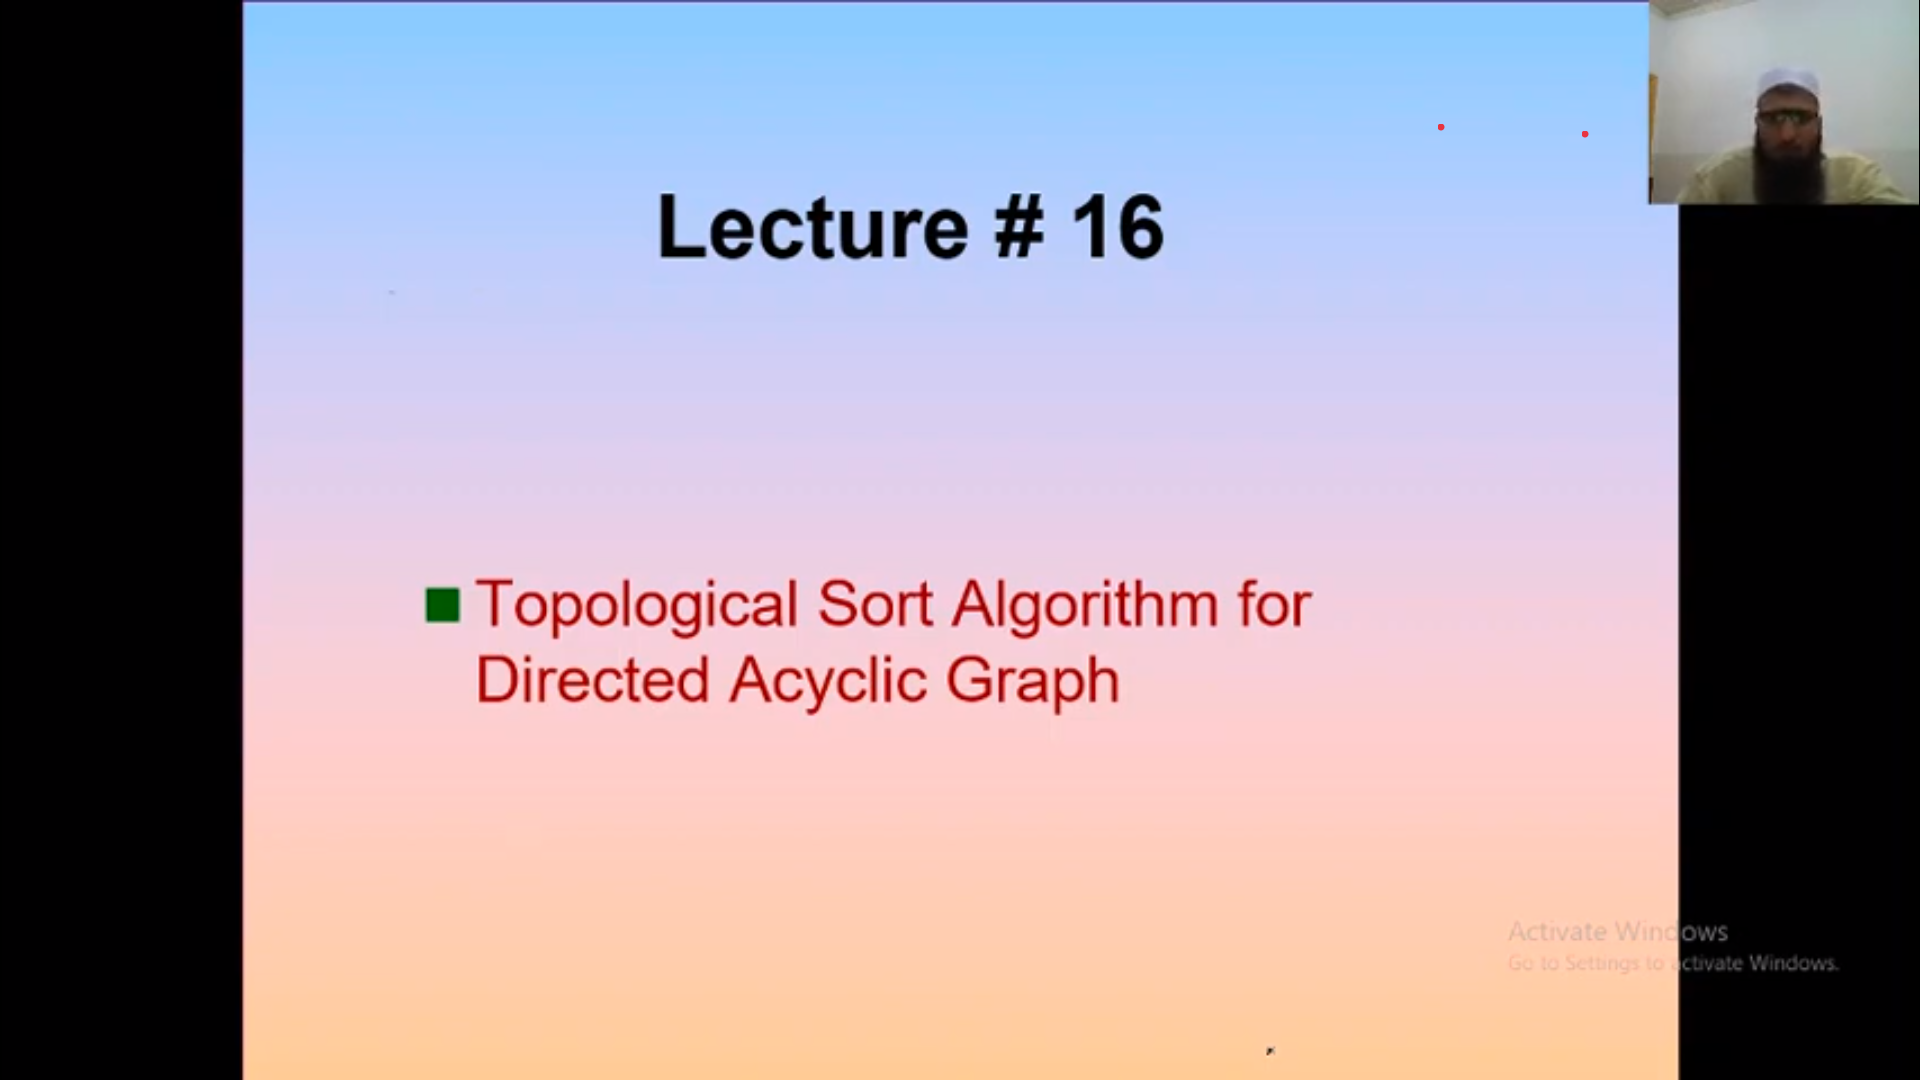 Lecture # 16
Topological Sort Algorithm for
Directed Acyclic Graph
Activate Windows
Go to Settings to activate Windows.